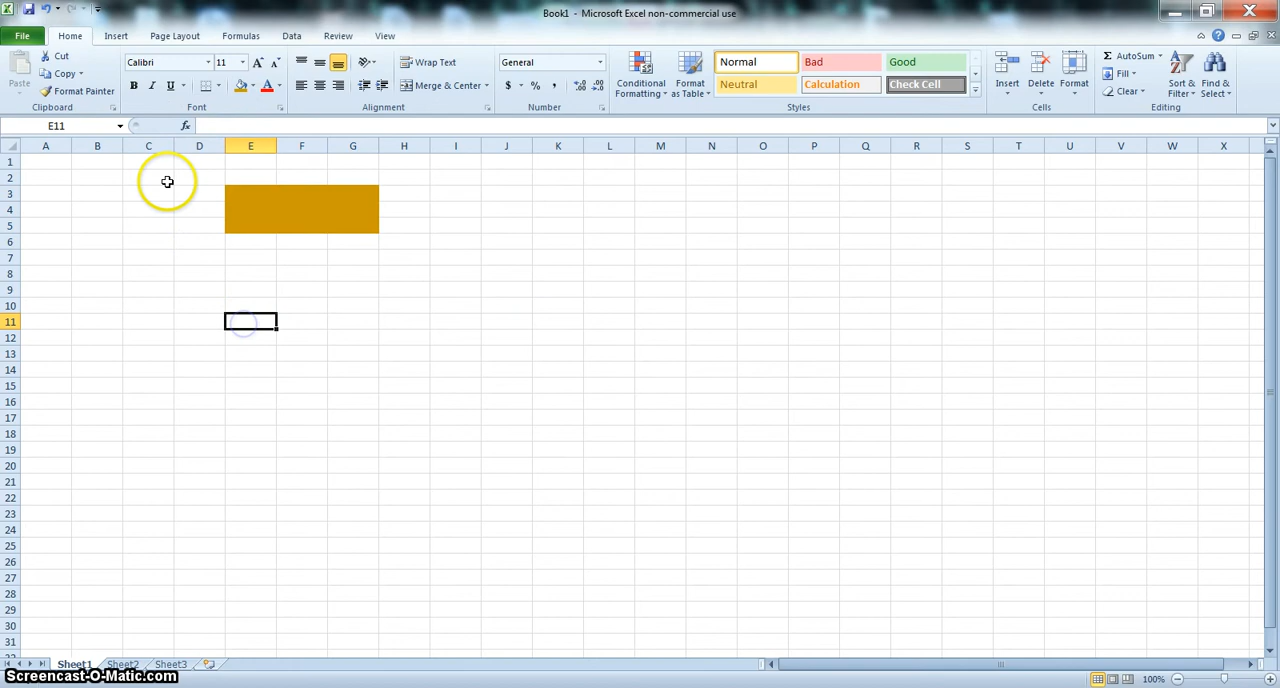 Book1 - Microsoft Excel non-commercial use
File Home Insert Page Layout Formulas Data Review View
Cut
Copy
Format Painter
Paste
Clipboard
Calibri 11
B I U
Font
Wrap Text
Merge & Center
Alignment
General
$ % ,
Number
Conditional Formatting
Format as Table
Normal Bad Good
Neutral Calculation Check Cell
Styles
Insert Delete Format
Cells
Σ AutoSum
Fill
Clear
Sort & Filter
Find & Select
Editing
E11 fx
A B C D E F G H I J K L M N O P Q R S T U V W X
1
2
3
4
5
6
7
8
9
10
11
12
13
14
15
16
17
18
19
20
21
22
23
24
25
26
27
28
29
30
31
Sheet1 Sheet2 Sheet3
Screencast-O-Matic.com
100%